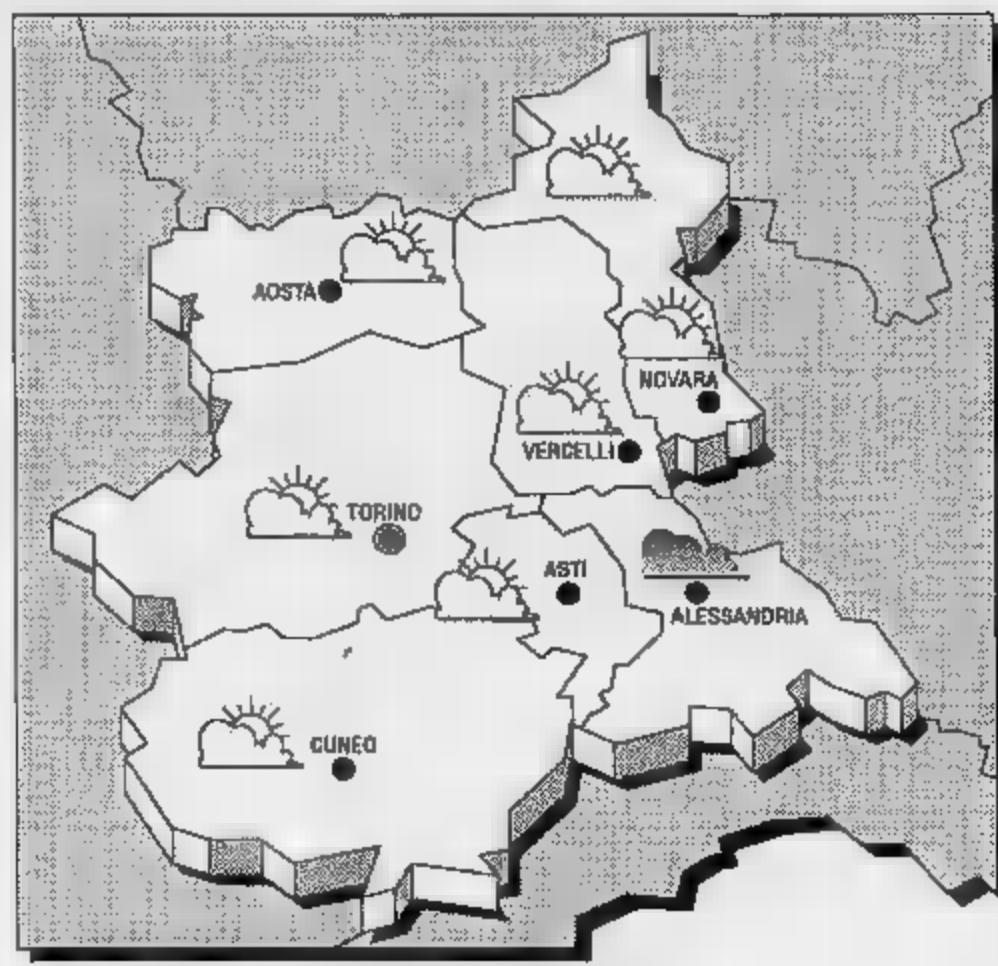 AOSTA
NOVARA
VERCELLI
TORINO
ASTI
ALESSANDRIA
CUNEO